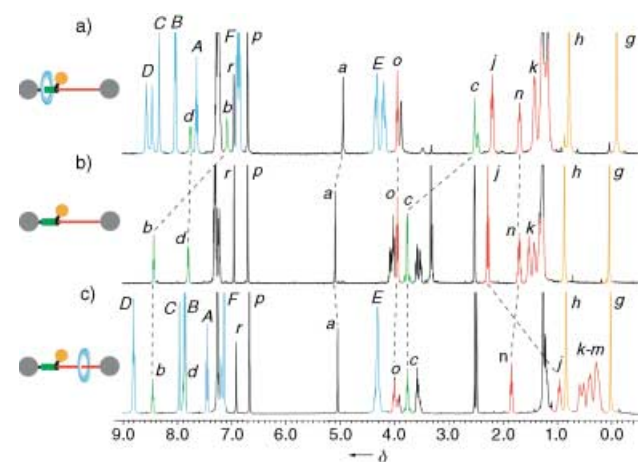 a)
D C B A d F r b p a E o c j n k h g
b)
b d r p a o c j n k h g
c)
D b C B d A F r p a E o c n j k-m h g
9.0 8.0 7.0 6.0 5.0 4.0 3.0 2.0 1.0 0.0
← δ